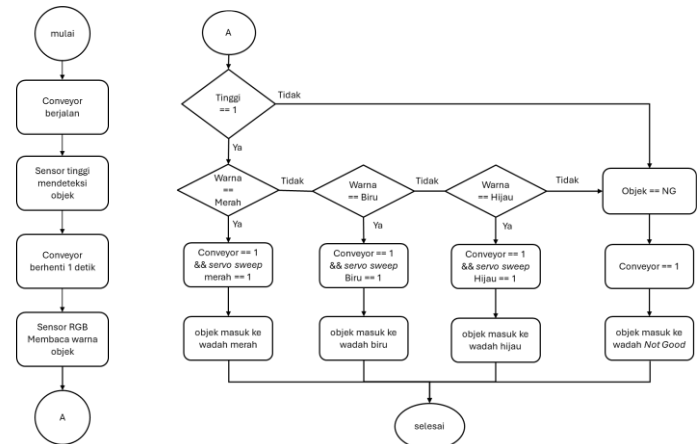 mulai
Conveyor
berjalan
Sensor tinggi
mendeteksi
objek
Conveyor
berhenti 1 detik
Sensor RGB
Membaca warna
objek
A
A
Tinggi
== 1
Tidak
Ya
Warna
==
Merah
Tidak
Warna
== Biru
Tidak
Warna
== Hijau
Tidak
Objek == NG
Ya
Ya
Ya
Conveyor == 1
&& servo sweep
merah == 1
Conveyor == 1
&& servo sweep
Biru == 1
Conveyor == 1
&& servo sweep
Hijau == 1
Conveyor == 1
objek masuk ke
wadah merah
objek masuk ke
wadah biru
objek masuk ke
wadah hijau
objek masuk ke
wadah Not Good
selesai